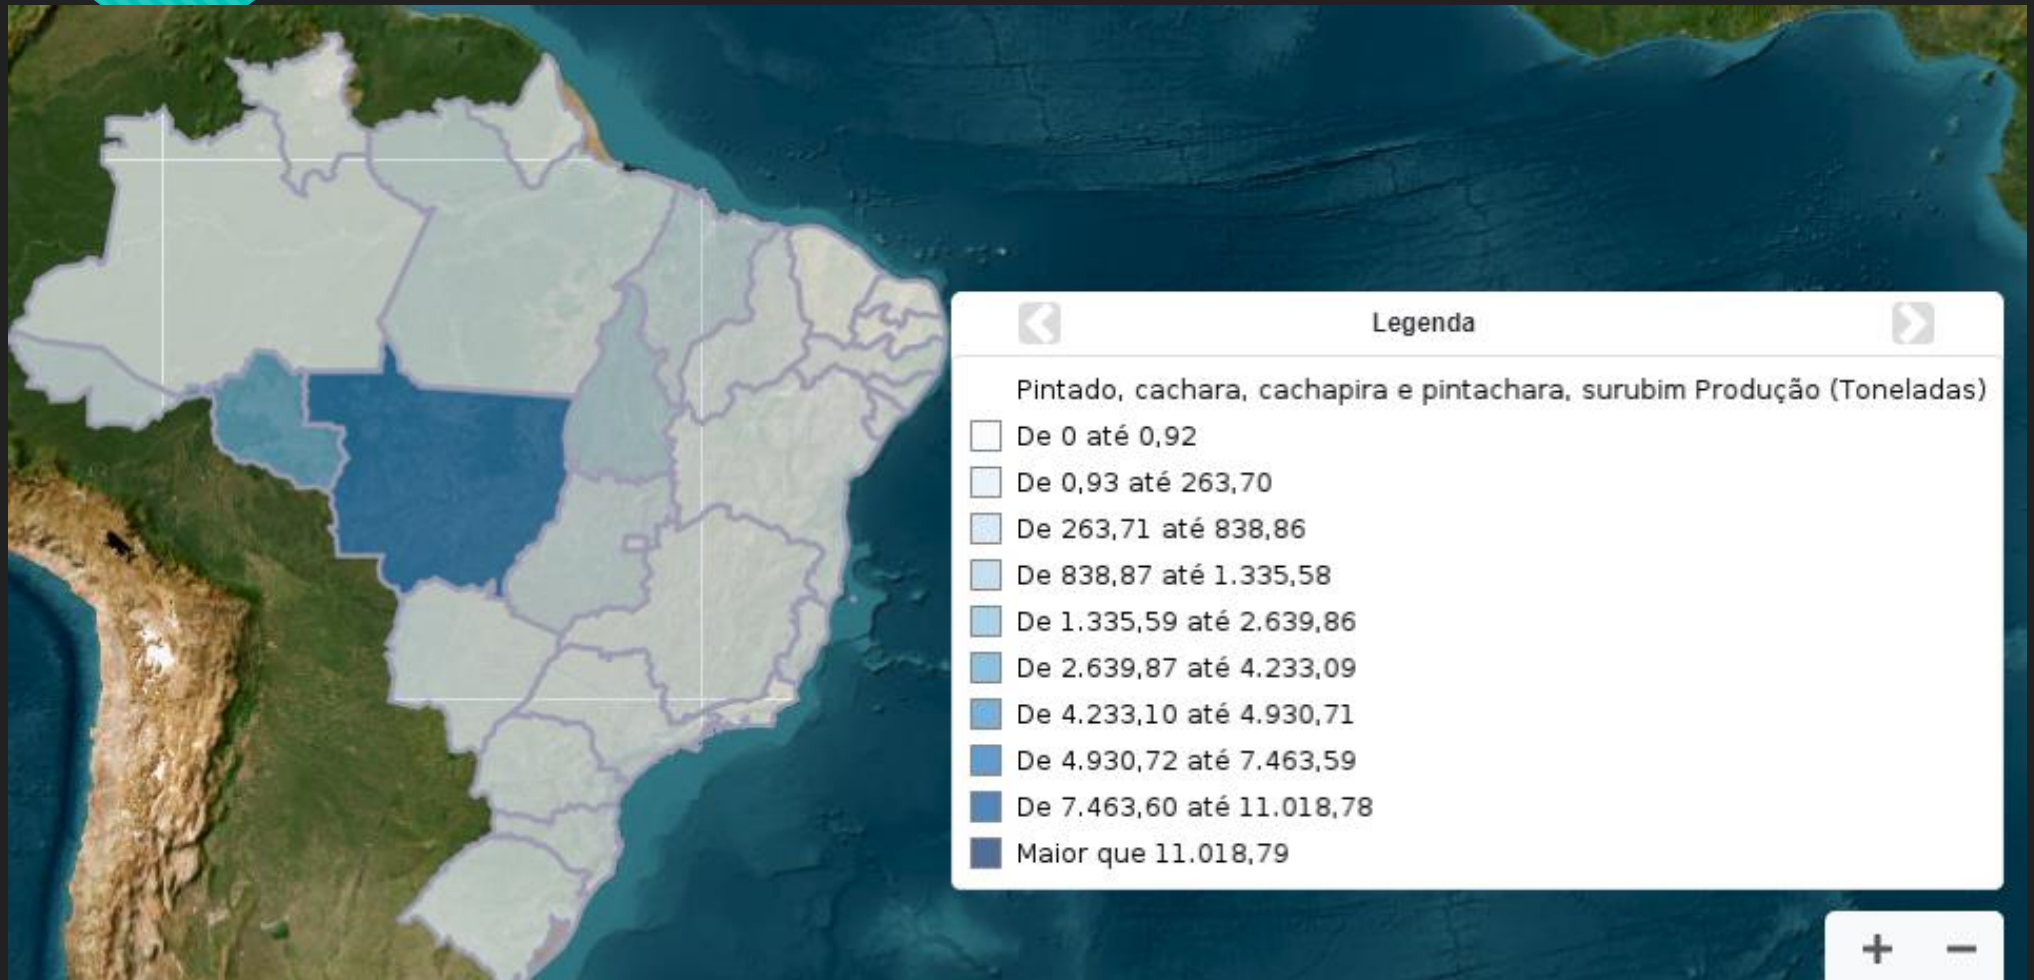 Legenda
Pintado, cachara, cachapira e pintachara, surubim Produção (Toneladas)
De 0 até 0,92
De 0,93 até 263,70
De 263,71 até 838,86
De 838,87 até 1.335,58
De 1.335,59 até 2.639,86
De 2.639,87 até 4.233,09
De 4.233,10 até 4.930,71
De 4.930,72 até 7.463,59
De 7.463,60 até 11.018,78
Maior que 11.018,79
+ −